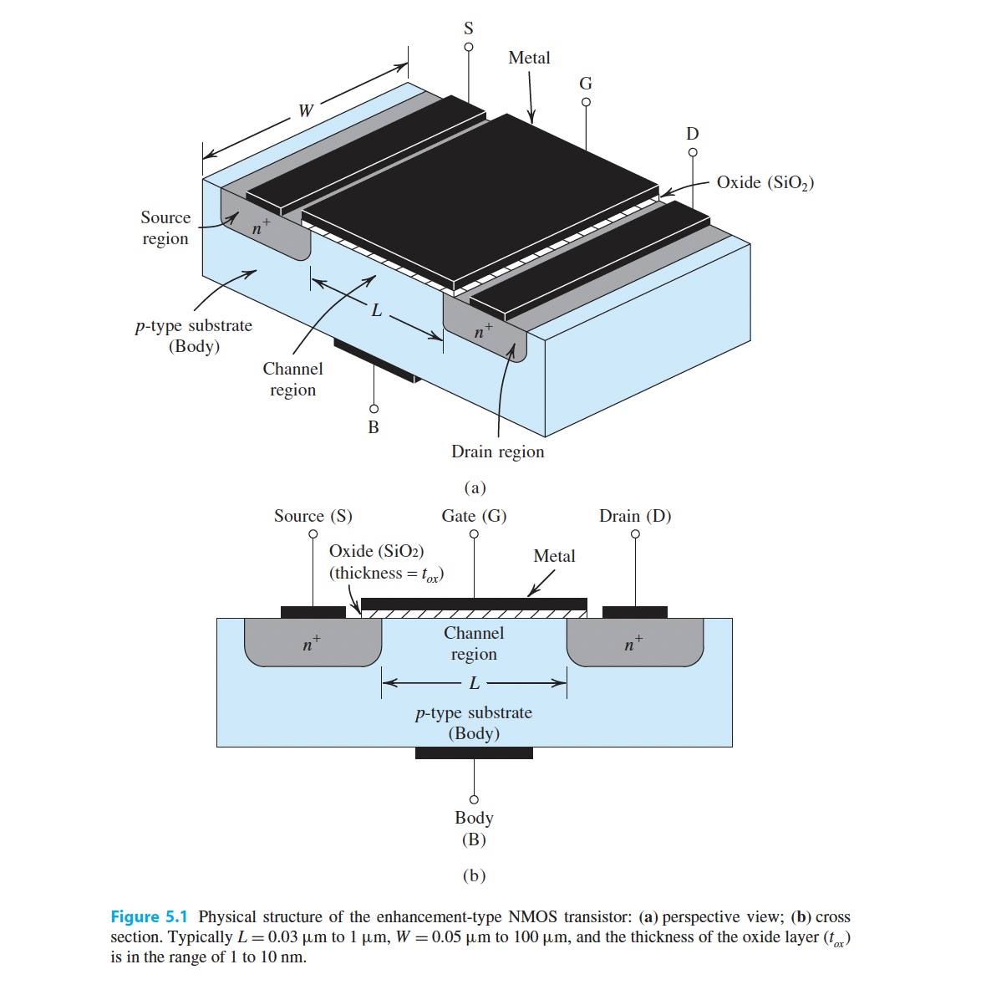 S
Metal
G
W
D
Oxide (SiO₂)
Source
region
n⁺
L
p-type substrate
(Body)
n⁺
Channel
region
B
Drain region
(a)
Source (S)
Gate (G)
Drain (D)
Oxide (SiO2)
(thickness = tₒₓ)
Metal
Channel
region
n⁺
n⁺
L
p-type substrate
(Body)
Body
(B)
(b)
Figure 5.1 Physical structure of the enhancement-type NMOS transistor: (a) perspective view; (b) cross
section. Typically L = 0.03 μm to 1 μm, W = 0.05 μm to 100 μm, and the thickness of the oxide layer (tₒₓ)
is in the range of 1 to 10 nm.